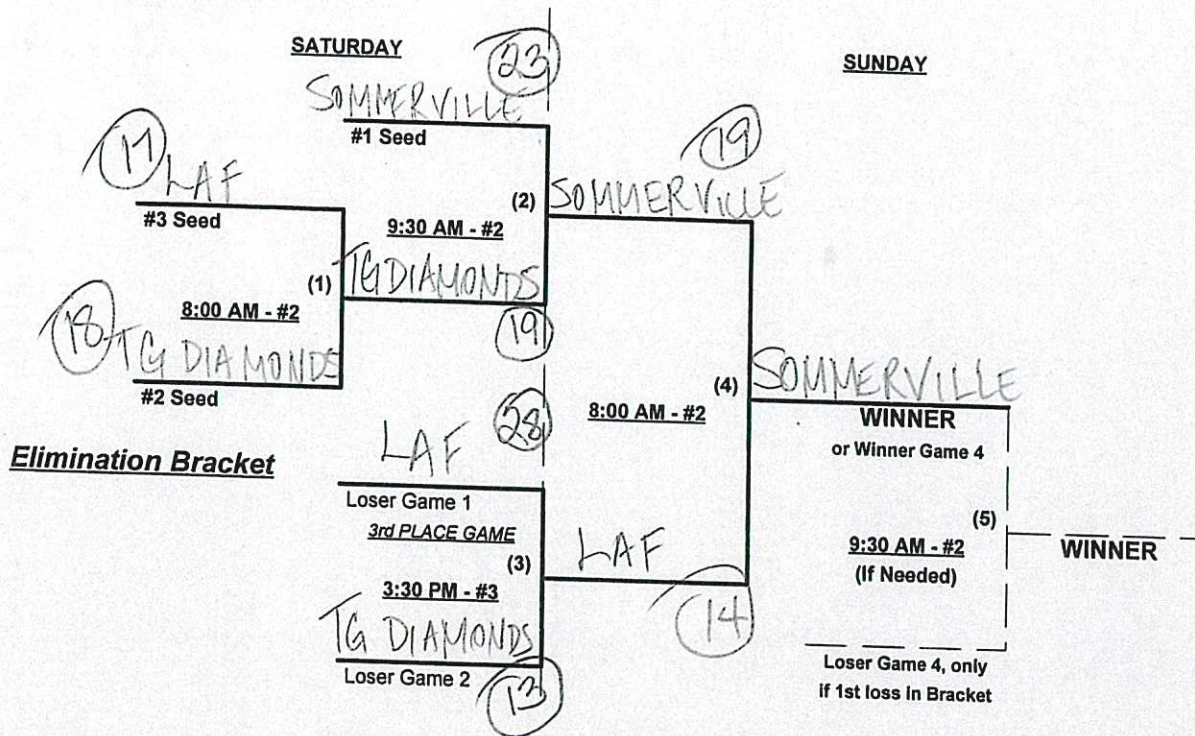 SATURDAY
23
SUNDAY
SOMMERVILLE
#1 Seed
17
LAF
#3 Seed
19
(2)
SOMMERVILLE
9:30 AM - #2
(1)
TG DIAMONDS
8:00 AM - #2
18
TG DIAMONDS
#2 Seed
19
(4)
SOMMERVILLE
8:00 AM - #2
WINNER
or Winner Game 4
28
LAF
Elimination Bracket
Loser Game 1
3rd PLACE GAME
(3)
LAF
(5)
9:30 AM - #2
(If Needed)
WINNER
3:30 PM - #3
TG DIAMONDS
14
Loser Game 2
13
Loser Game 4, only
if 1st loss in Bracket